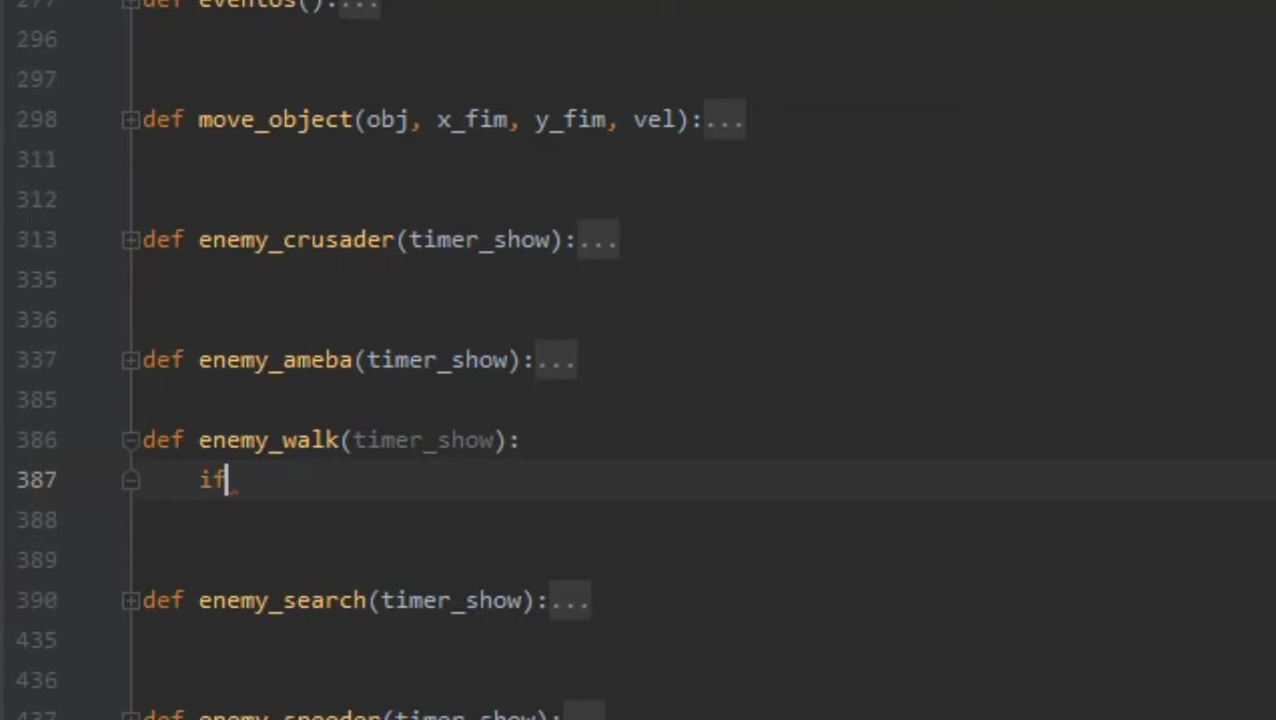 277 def eventos():...
296
297
298 def move_object(obj, x_fim, y_fim, vel):...
311
312
313 def enemy_crusader(timer_show):...
335
336
337 def enemy_ameba(timer_show):...
385
386 def enemy_walk(timer_show):
387 if
388
389
390 def enemy_search(timer_show):...
435
436
437 def enemy_speeder(timer_show):...